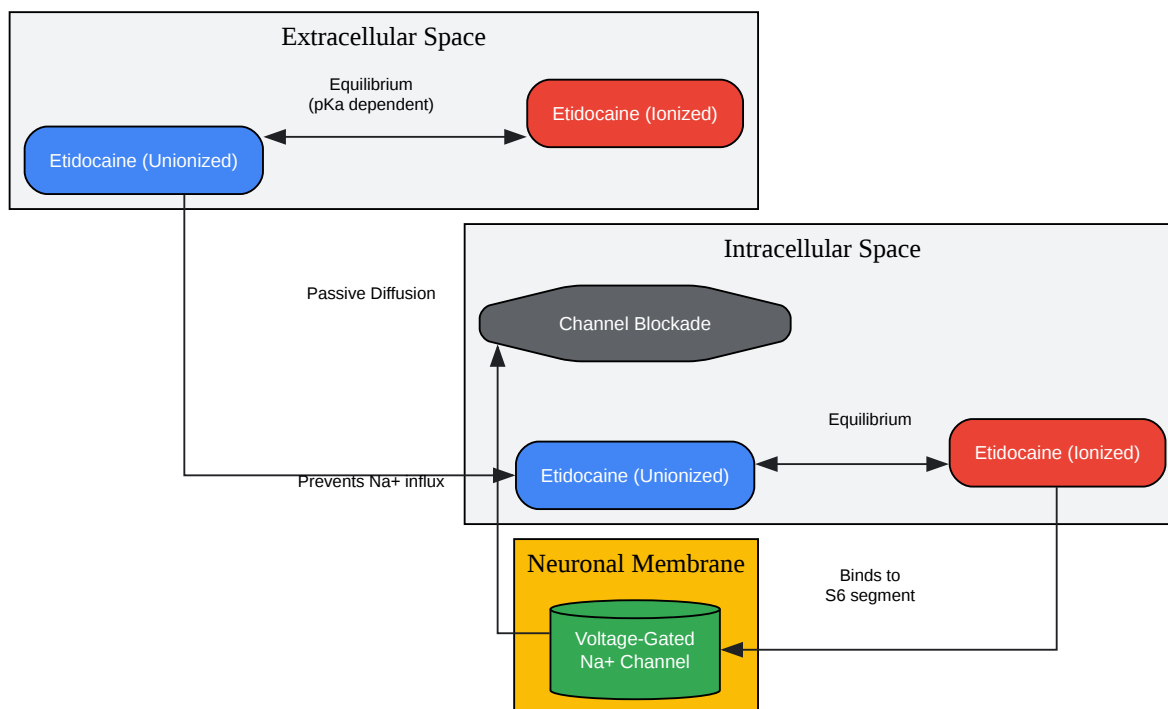 Extracellular Space
Equilibrium
(pKa dependent)
Etidocaine (Ionized)
Etidocaine (Unionized)
Intracellular Space
Passive Diffusion
Channel Blockade
Equilibrium
Etidocaine (Ionized)
Etidocaine (Unionized)
Prevents Na+ influx
Neuronal Membrane
Binds to
S6 segment
Voltage-Gated
Na+ Channel